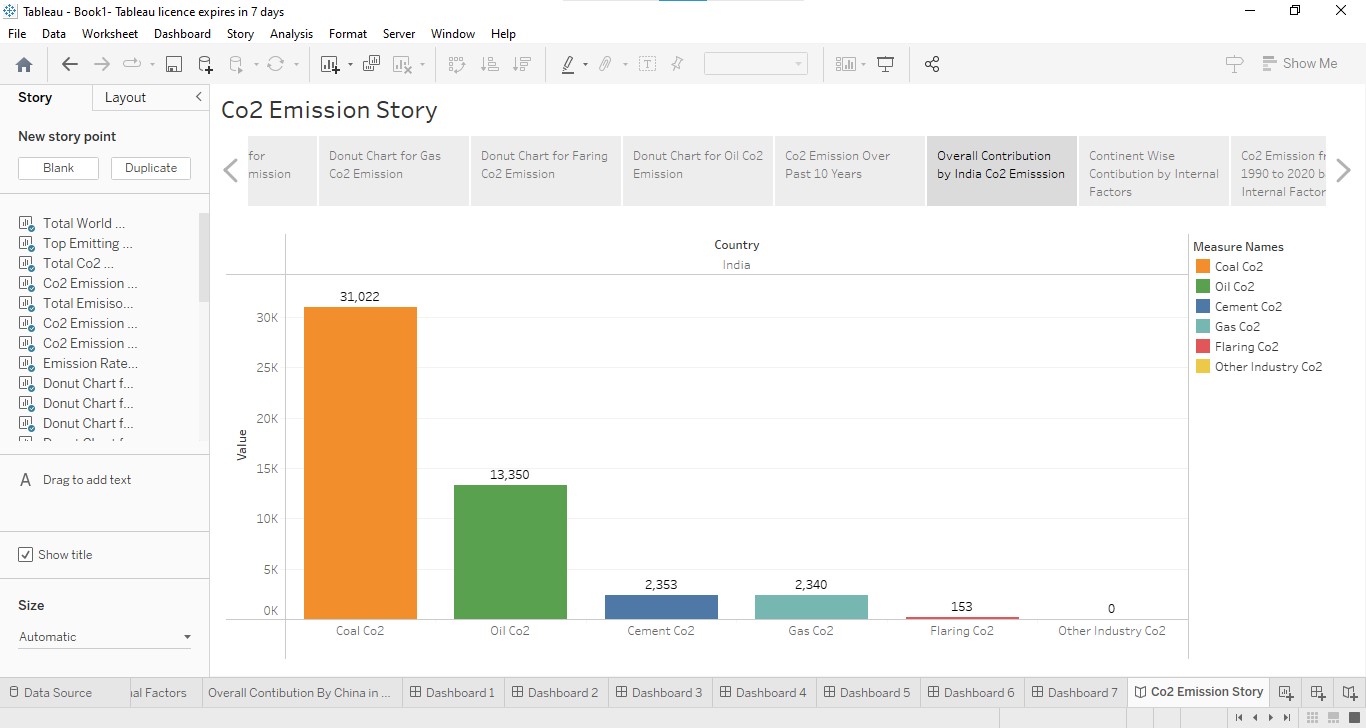 Tableau - Book1- Tableau licence expires in 7 days
File Data Worksheet Dashboard Story Analysis Format Server Window Help
Show Me
Story Layout
New story point
Blank Duplicate
Total World ...
Top Emitting ...
Total Co2 ...
Co2 Emission ...
Total Emisiso...
Co2 Emission ...
Co2 Emission ...
Emission Rate...
Donut Chart f...
Donut Chart f...
Donut Chart f...
A Drag to add text
Show title
Size
Automatic
Co2 Emission Story
for
mission
Donut Chart for Gas
Co2 Emission
Donut Chart for Faring
Co2 Emission
Donut Chart for Oil Co2
Emission
Co2 Emission Over
Past 10 Years
Overall Contribution
by India Co2 Emisssion
Continent Wise
Contibution by Internal
Factors
Co2 Emission fr
1990 to 2020 b
Internal Factor
Country
India
Value
30K
25K
20K
15K
10K
5K
0K
31,022
13,350
2,353
2,340
153
0
Coal Co2 Oil Co2 Cement Co2 Gas Co2 Flaring Co2 Other Industry Co2
Measure Names
Coal Co2
Oil Co2
Cement Co2
Gas Co2
Flaring Co2
Other Industry Co2
Data Source al Factors Overall Contibution By China in ... Dashboard 1 Dashboard 2 Dashboard 3 Dashboard 4 Dashboard 5 Dashboard 6 Dashboard 7 Co2 Emission Story